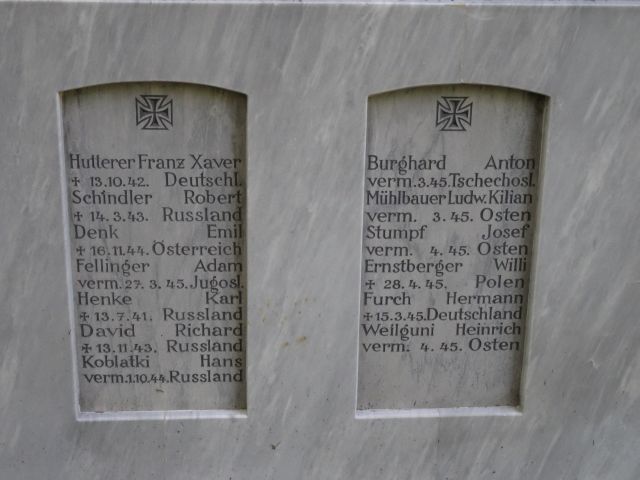 Hutterer Franz Xaver
✠ 13.10.42. Deutschl.
Schindler Robert
✠ 14.3.43. Russland
Denk Emil
✠ 16.11.44. Österreich
Fellinger Adam
verm. 27. 3. 45. Jugosl.
Henke Karl
✠ 13.7.41. Russland
David Richard
✠ 13.11.43. Russland
Koblatki Hans
verm. 1.10.44. Russland
Burghard Anton
verm. 3.45. Tschechosl.
Mühlbauer Ludw. Kilian
verm. 3.45. Osten
Stumpf Josef
verm. 4.45. Osten
Ernstberger Willi
✠ 28.4.45. Polen
Furch Hermann
✠ 15.3.45. Deutschland
Weilguni Heinrich
verm. 4.45. Osten